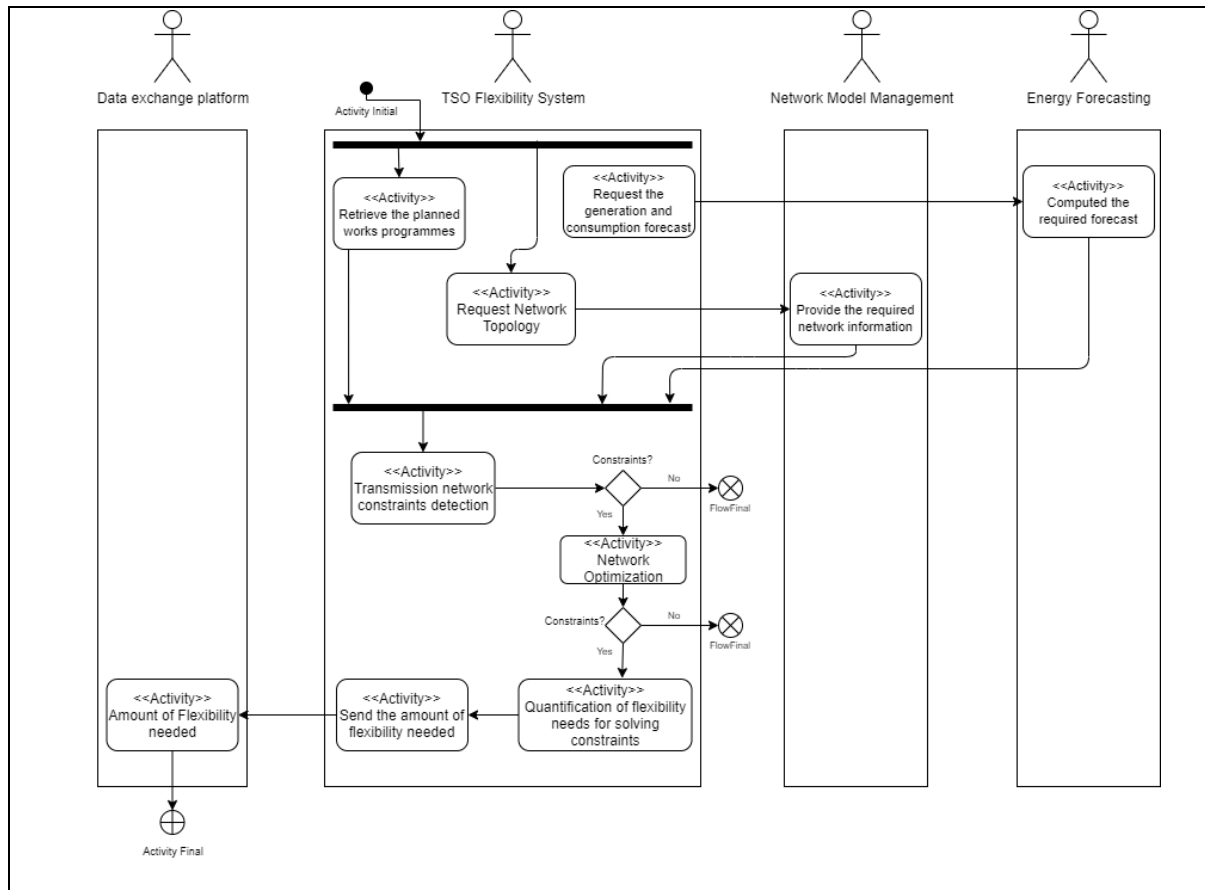 Data exchange platform
TSO Flexibility System
Network Model Management
Energy Forecasting
Activity Initial
<<Activity>>
Retrieve the planned
works programmes
<<Activity>>
Request the
generation and
consumption forecast
<<Activity>>
Computed the
required forecast
<<Activity>>
Request Network
Topology
<<Activity>>
Provide the required
network information
<<Activity>>
Transmission network
constraints detection
Constraints?
No
FlowFinal
Yes
<<Activity>>
Network
Optimization
Constraints?
No
FlowFinal
Yes
<<Activity>>
Amount of Flexibility
needed
<<Activity>>
Send the amount of
flexibility needed
<<Activity>>
Quantification of flexibility
needs for solving
constraints
Activity Final